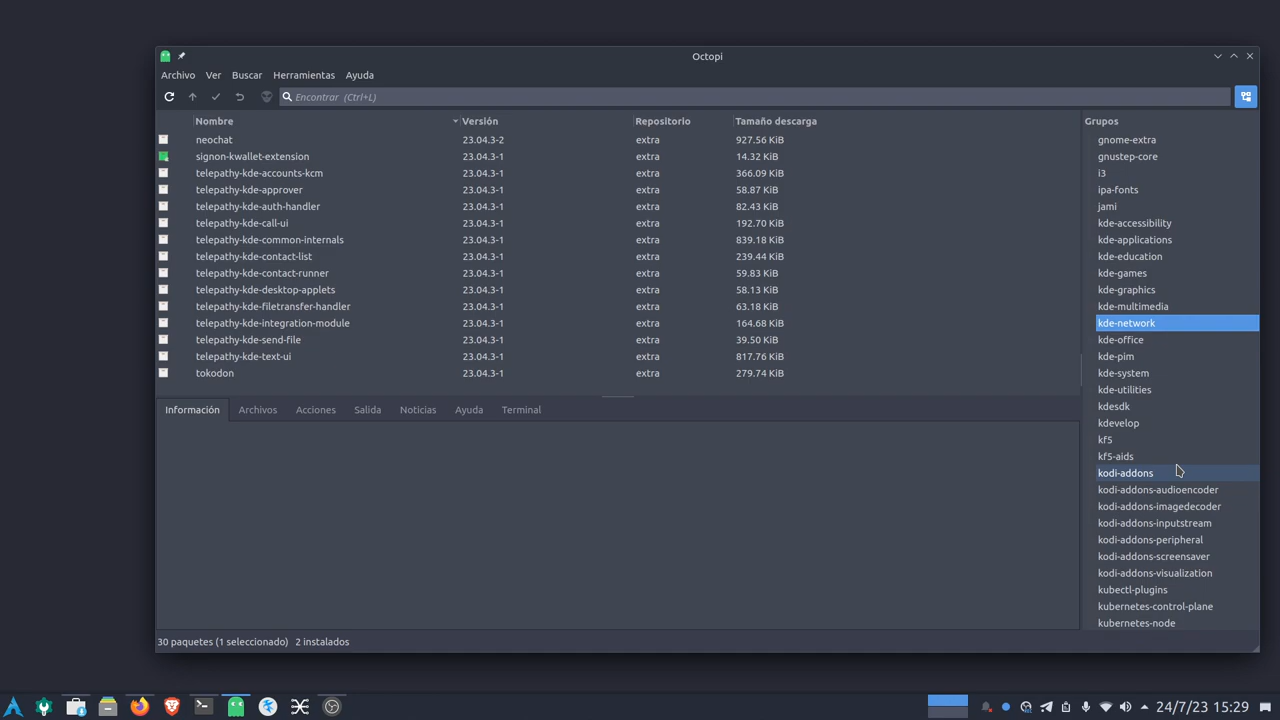 Octopi
Archivo Ver Buscar Herramientas Ayuda
Encontrar (Ctrl+L)
Nombre Versión Repositorio Tamaño descarga
neochat 23.04.3-2 extra 927.56 KiB
signon-kwallet-extension 23.04.3-1 extra 14.32 KiB
telepathy-kde-accounts-kcm 23.04.3-1 extra 366.09 KiB
telepathy-kde-approver 23.04.3-1 extra 58.87 KiB
telepathy-kde-auth-handler 23.04.3-1 extra 82.43 KiB
telepathy-kde-call-ui 23.04.3-1 extra 192.70 KiB
telepathy-kde-common-internals 23.04.3-1 extra 839.18 KiB
telepathy-kde-contact-list 23.04.3-1 extra 239.44 KiB
telepathy-kde-contact-runner 23.04.3-1 extra 59.83 KiB
telepathy-kde-desktop-applets 23.04.3-1 extra 58.13 KiB
telepathy-kde-filetransfer-handler 23.04.3-1 extra 63.18 KiB
telepathy-kde-integration-module 23.04.3-1 extra 164.68 KiB
telepathy-kde-send-file 23.04.3-1 extra 39.50 KiB
telepathy-kde-text-ui 23.04.3-1 extra 817.76 KiB
tokodon 23.04.3-1 extra 279.74 KiB
Información Archivos Acciones Salida Noticias Ayuda Terminal
30 paquetes (1 seleccionado) 2 instalados
Grupos
gnome-extra
gnustep-core
i3
ipa-fonts
jami
kde-accessibility
kde-applications
kde-education
kde-games
kde-graphics
kde-multimedia
kde-network
kde-office
kde-pim
kde-system
kde-utilities
kdesdk
kdevelop
kf5
kf5-aids
kodi-addons
kodi-addons-audioencoder
kodi-addons-imagedecoder
kodi-addons-inputstream
kodi-addons-peripheral
kodi-addons-screensaver
kodi-addons-visualization
kubectl-plugins
kubernetes-control-plane
kubernetes-node
24/7/23 15:29